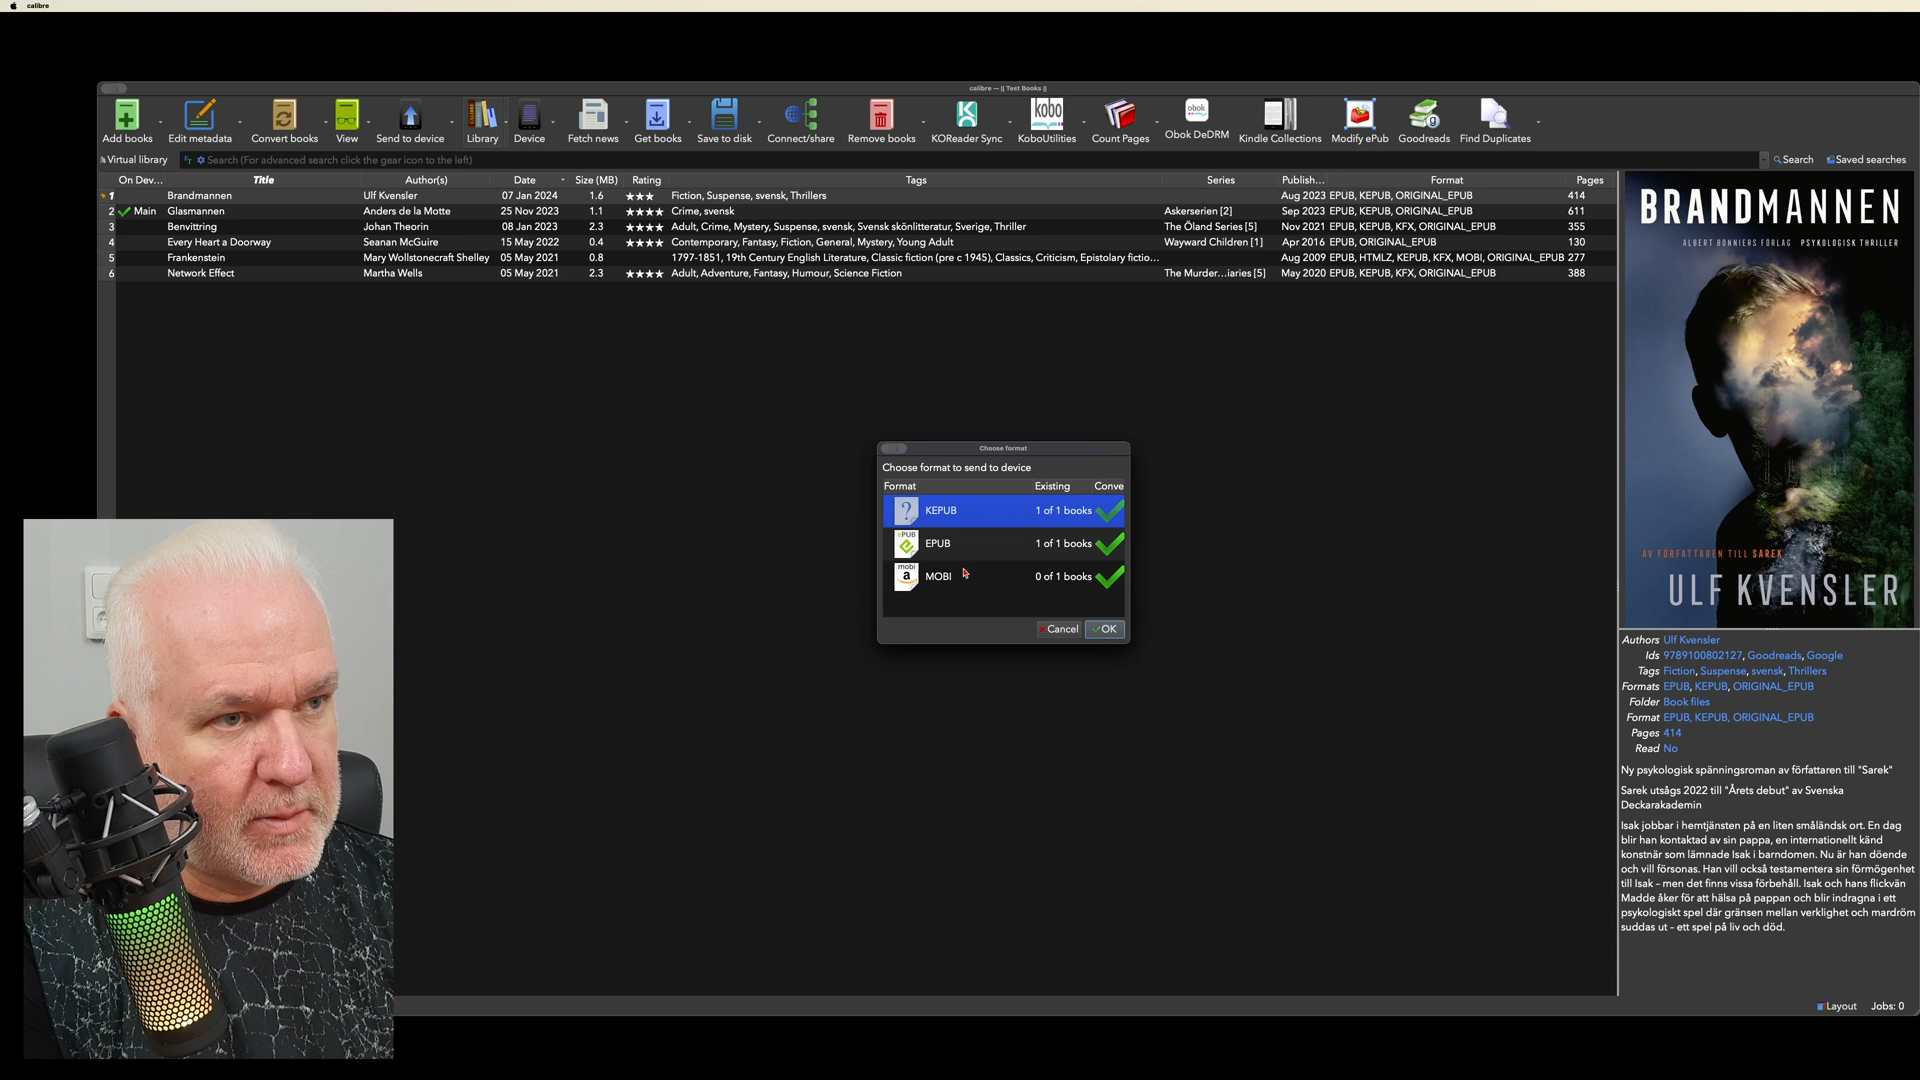 calibre
calibre — || Test Books ||
Add books
Edit metadata
Convert books
View
Send to device
Library
Device
Fetch news
Get books
Save to disk
Connect/share
Remove books
KOReader Sync
kobo
KoboUtilities
Count Pages
obok
Obok DeDRM
Kindle Collections
Modify ePub
Goodreads
Find Duplicates
Virtual library
Search (For advanced search click the gear icon to the left)
Search
Saved searches
On Dev... Title Author(s) Date Size (MB) Rating Tags Series Publish... Format Pages
1 Brandmannen Ulf Kvensler 07 Jan 2024 1.6 ★★★ Fiction, Suspense, svensk, Thrillers Aug 2023 EPUB, KEPUB, ORIGINAL_EPUB 414
2 Main Glasmannen Anders de la Motte 25 Nov 2023 1.1 ★★★★ Crime, svensk Askerserien [2] Sep 2023 EPUB, KEPUB, ORIGINAL_EPUB 611
3 Benvittring Johan Theorin 08 Jan 2023 2.3 ★★★★ Adult, Crime, Mystery, Suspense, svensk, Svensk skönlitteratur, Sverige, Thriller The Öland Series [5] Nov 2021 EPUB, KEPUB, KFX, ORIGINAL_EPUB 355
4 Every Heart a Doorway Seanan McGuire 15 May 2022 0.4 ★★★★ Contemporary, Fantasy, Fiction, General, Mystery, Young Adult Wayward Children [1] Apr 2016 EPUB, ORIGINAL_EPUB 130
5 Frankenstein Mary Wollstonecraft Shelley 05 May 2021 0.8 1797-1851, 19th Century English Literature, Classic fiction (pre c 1945), Classics, Criticism, Epistolary fictio... Aug 2009 EPUB, HTMLZ, KEPUB, KFX, MOBI, ORIGINAL_EPUB 277
6 Network Effect Martha Wells 05 May 2021 2.3 ★★★★ Adult, Adventure, Fantasy, Humour, Science Fiction The Murder...iaries [5] May 2020 EPUB, KEPUB, KFX, ORIGINAL_EPUB 388
Choose format
Choose format to send to device
Format Existing Conve
KEPUB 1 of 1 books
ePUB
EPUB 1 of 1 books
mobi
a
MOBI 0 of 1 books
Cancel OK
BRANDMANNEN
ALBERT BONNIERS FÖRLAG PSYKOLOGISK THRILLER
AV FÖRFATTAREN TILL SAREK
ULF KVENSLER
Authors Ulf Kvensler
Ids 9789100802127, Goodreads, Google
Tags Fiction, Suspense, svensk, Thrillers
Formats EPUB, KEPUB, ORIGINAL_EPUB
Folder Book files
Format EPUB, KEPUB, ORIGINAL_EPUB
Pages 414
Read No
Ny psykologisk spänningsroman av författaren till "Sarek"
Sarek utsågs 2022 till "Årets debut" av Svenska
Deckarakademin
Isak jobbar i hemtjänsten på en liten småländsk ort. En dag
blir han kontaktad av sin pappa, en internationellt känd
konstnär som lämnade Isak i barndomen. Nu är han döende
och vill försonas. Han vill också testamentera sin förmögenhet
till Isak – men det finns vissa förbehåll. Isak och hans flickvän
Madde åker för att hälsa på pappan och blir indragna i ett
psykologiskt spel där gränsen mellan verklighet och mardröm
suddas ut – ett spel på liv och död.
Layout Jobs: 0